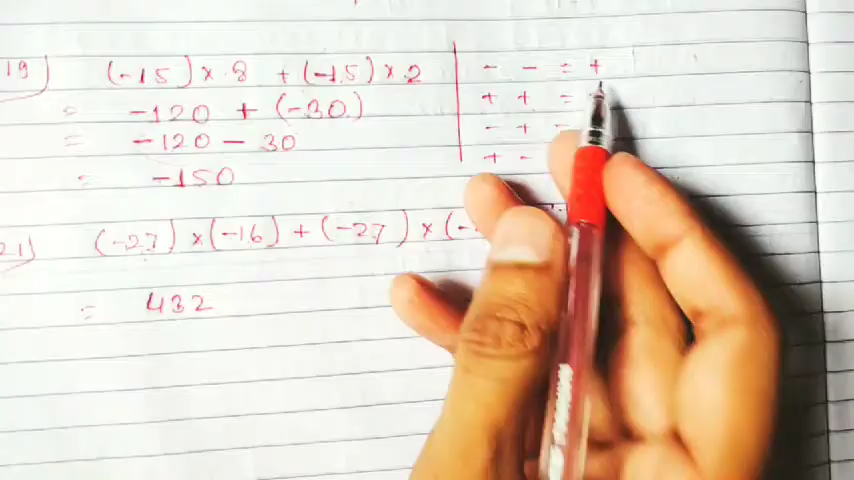 19) (-15) × 8 + (-15) × 2
= -120 + (-30)
= -120 - 30
= -150
- - = +
+ + =
- + =
+ -
21) (-27) × (-16) + (-27) × (-
= 432